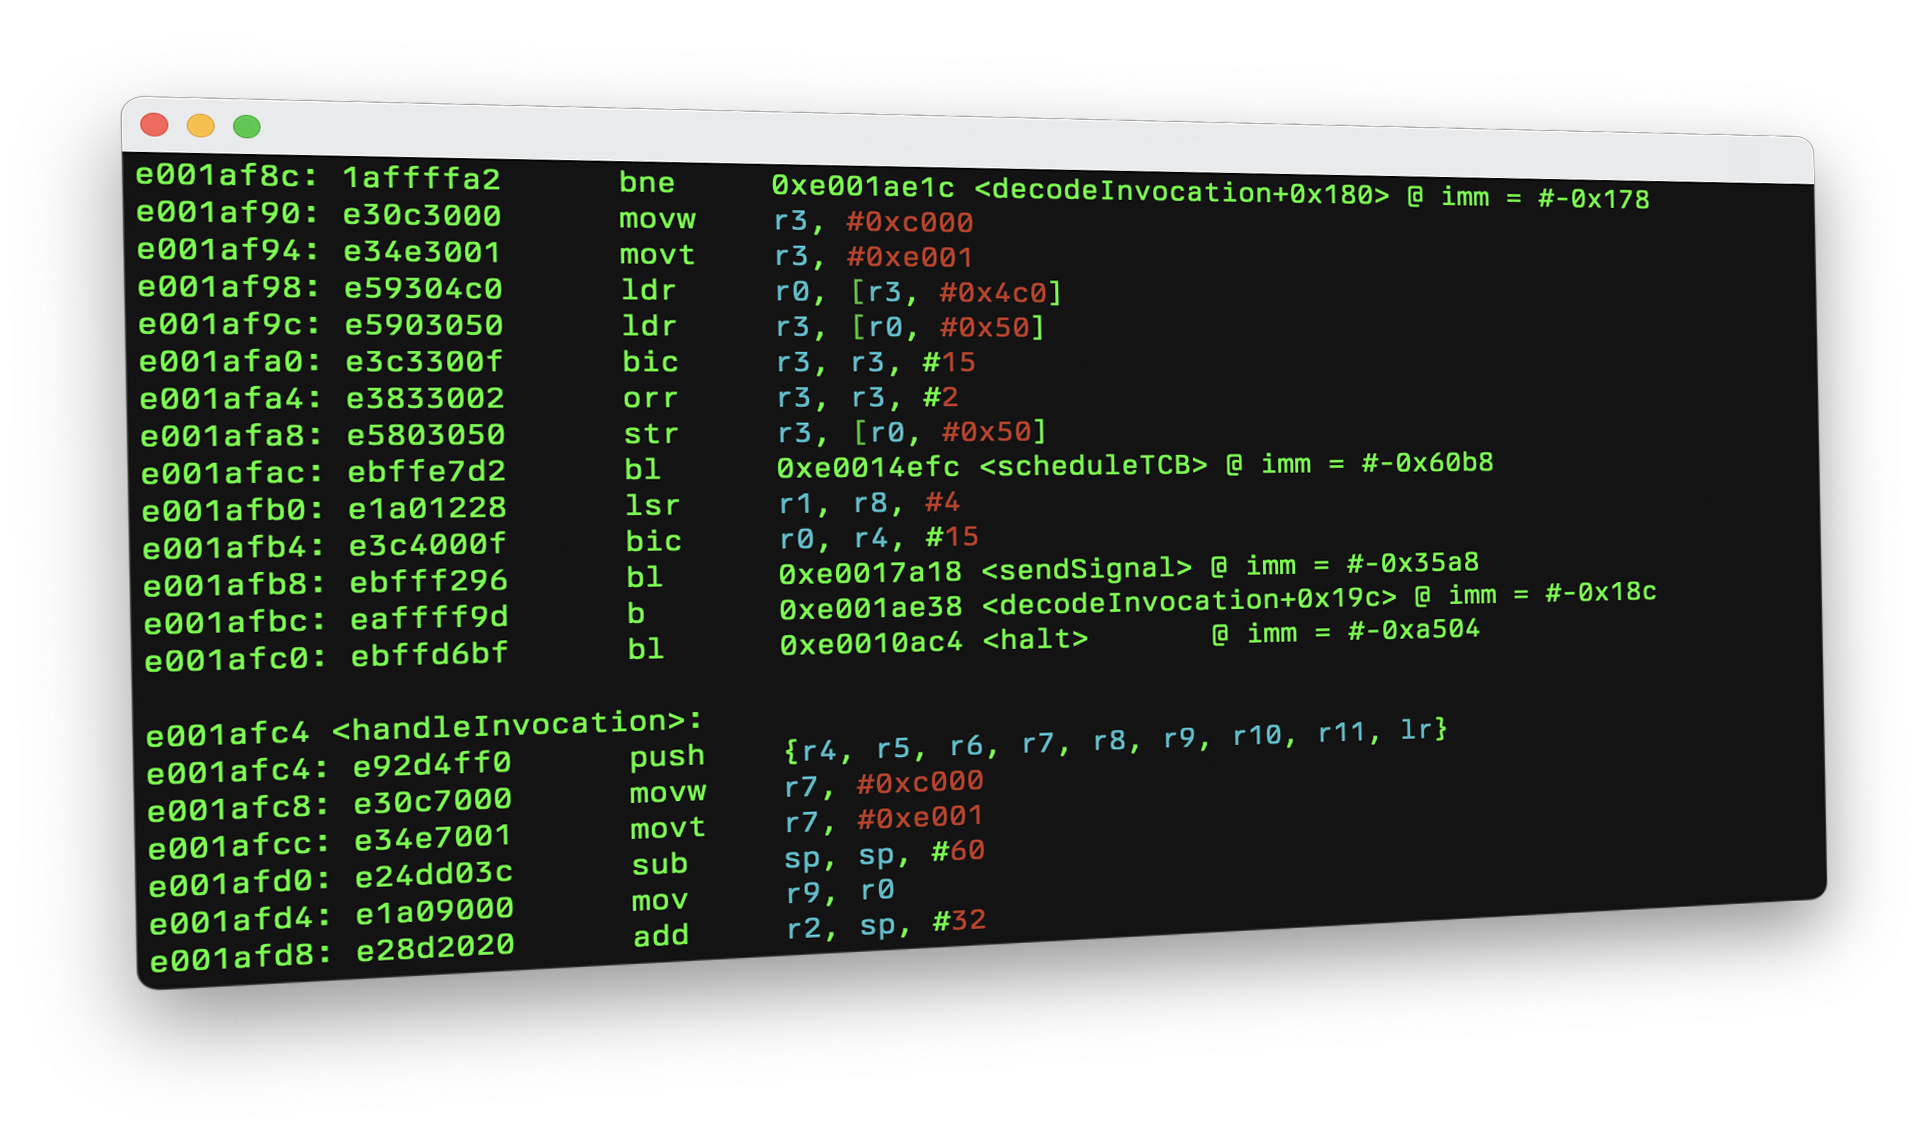 e001af8c: 1affffa2 bne 0xe001ae1c <decodeInvocation+0x180> @ imm = #-0x178
e001af90: e30c3000 movw r3, #0xc000
e001af94: e34e3001 movt r3, #0xe001
e001af98: e59304c0 ldr r0, [r3, #0x4c0]
e001af9c: e5903050 ldr r3, [r0, #0x50]
e001afa0: e3c3300f bic r3, r3, #15
e001afa4: e3833002 orr r3, r3, #2
e001afa8: e5803050 str r3, [r0, #0x50]
e001afac: ebffe7d2 bl 0xe0014efc <scheduleTCB> @ imm = #-0x60b8
e001afb0: e1a01228 lsr r1, r8, #4
e001afb4: e3c4000f bic r0, r4, #15
e001afb8: ebfff296 bl 0xe0017a18 <sendSignal> @ imm = #-0x35a8
e001afbc: eaffff9d b 0xe001ae38 <decodeInvocation+0x19c> @ imm = #-0x18c
e001afc0: ebffd6bf bl 0xe0010ac4 <halt> @ imm = #-0xa504
e001afc4 <handleInvocation>:
e001afc4: e92d4ff0 push {r4, r5, r6, r7, r8, r9, r10, r11, lr}
e001afc8: e30c7000 movw r7, #0xc000
e001afcc: e34e7001 movt r7, #0xe001
e001afd0: e24dd03c sub sp, sp, #60
e001afd4: e1a09000 mov r9, r0
e001afd8: e28d2020 add r2, sp, #32